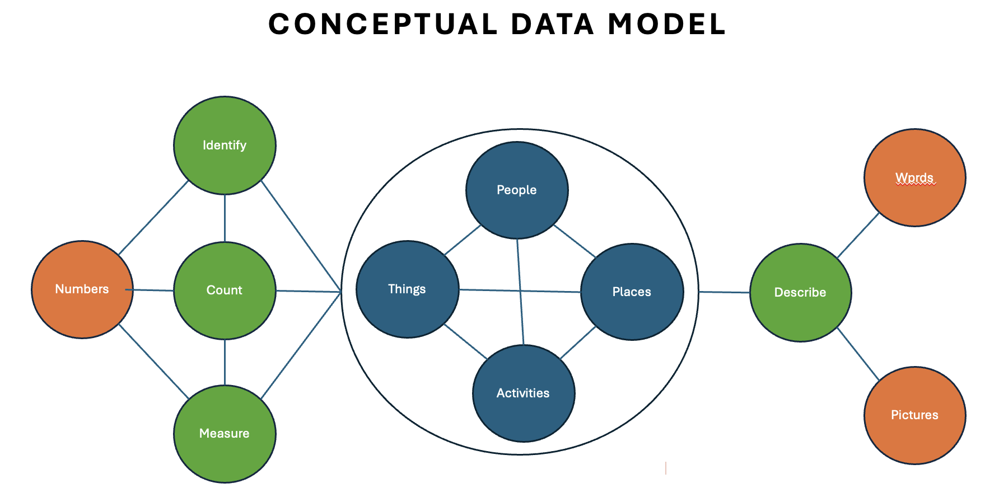 CONCEPTUAL DATA MODEL
Identify
Wprds
People
Numbers
Count
Things
Places
Describe
Activities
Pictures
Measure